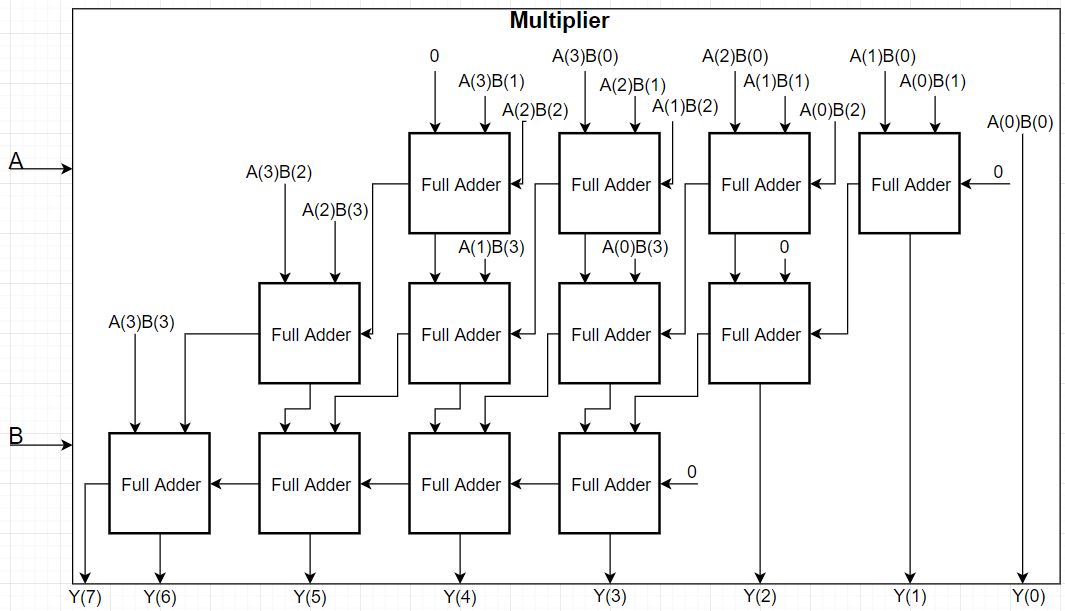 Multiplier
0
A(3)B(0)
A(2)B(0)
A(1)B(0)
A(3)B(1)
A(2)B(1)
A(1)B(1)
A(0)B(1)
A(2)B(2)
A(1)B(2)
A(0)B(2)
A(0)B(0)
A
A(3)B(2)
Full Adder
Full Adder
Full Adder
Full Adder
0
A(2)B(3)
A(1)B(3)
A(0)B(3)
0
A(3)B(3)
Full Adder
Full Adder
Full Adder
Full Adder
B
Full Adder
Full Adder
Full Adder
Full Adder
0
Y(7)
Y(6)
Y(5)
Y(4)
Y(3)
Y(2)
Y(1)
Y(0)